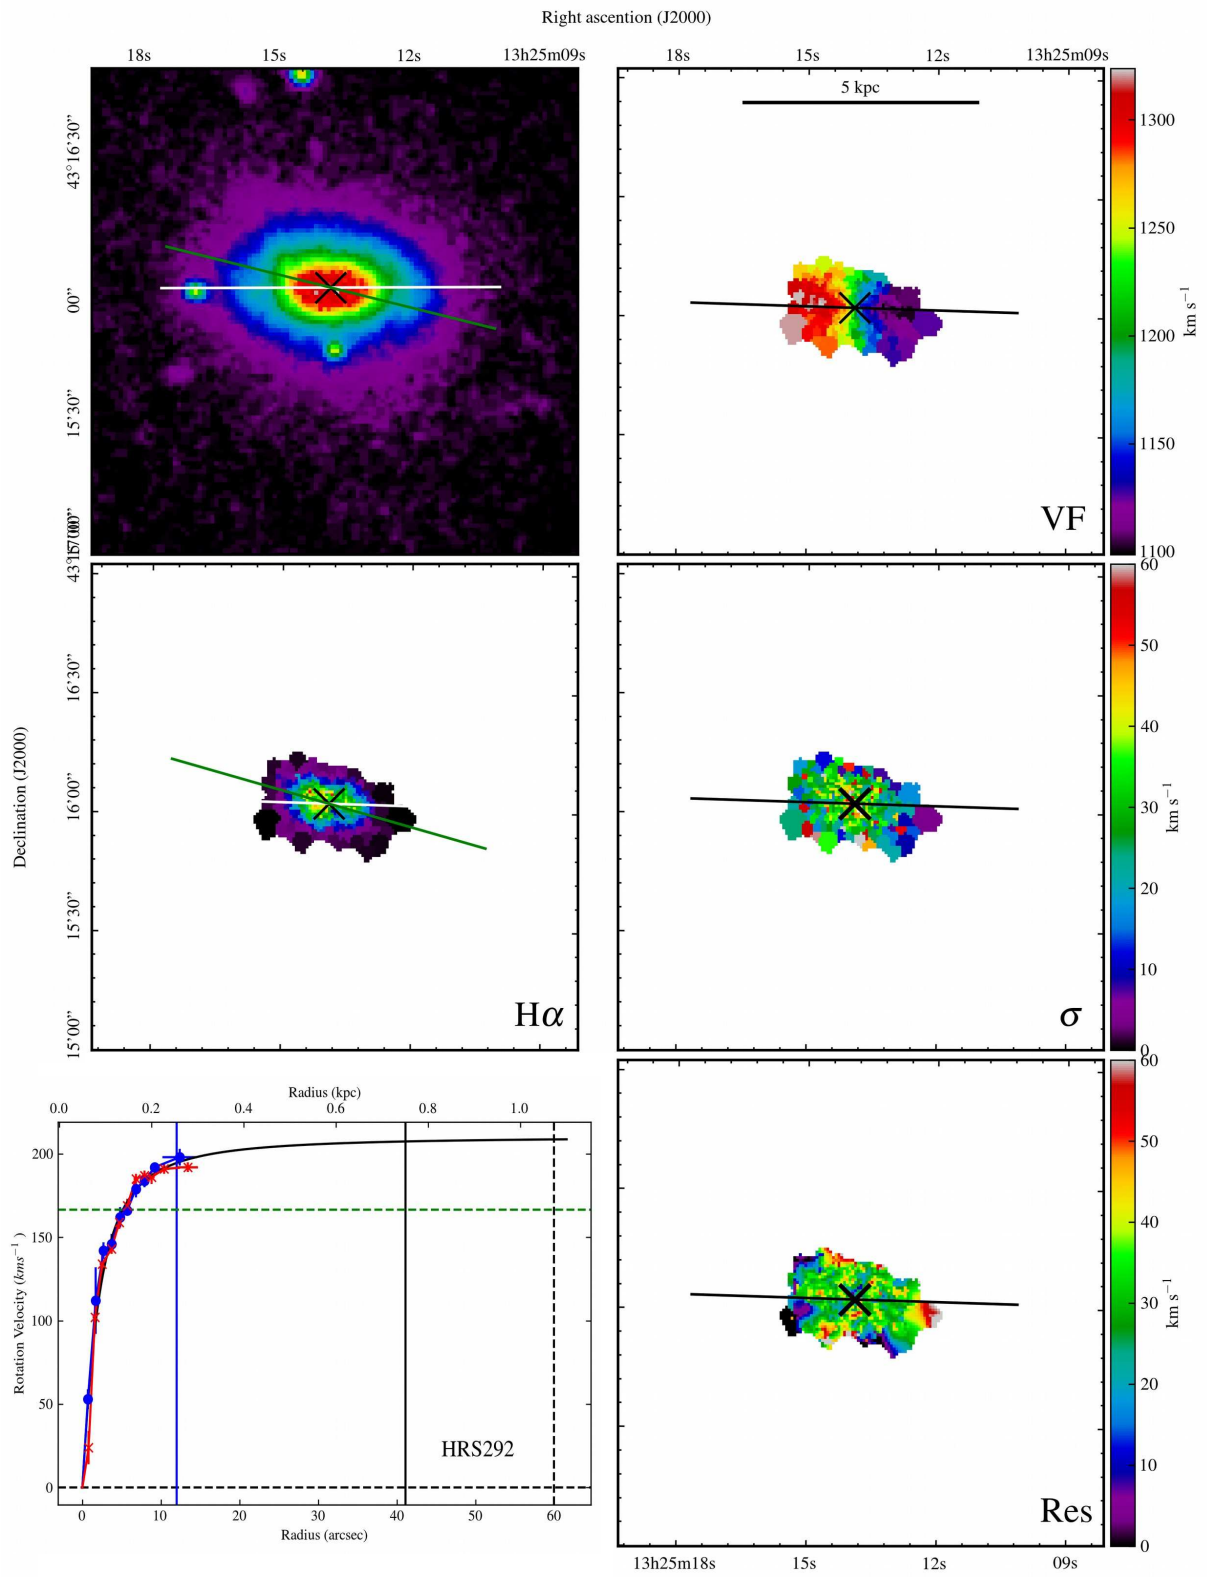 Right ascention (J2000)
18s 15s 12s 13h25m09s
18s 15s 12s 13h25m09s
43°16'30”
00”
15'30”
5 kpc
VF
1300
1250
1200
1150
1100
km s⁻¹
Declination (J2000)
16'30”
16'00”
15'30”
15'00”
Hα
σ
60
50
40
30
20
10
0
km s⁻¹
Radius (kpc)
0.0 0.2 0.4 0.6 0.8 1.0
Rotation Velocity (kms⁻¹ )
200
150
100
50
0
HRS292
0 10 20 30 40 50 60
Radius (arcsec)
Res
60
50
40
30
20
10
0
km s⁻¹
13h25m18s 15s 12s 09s